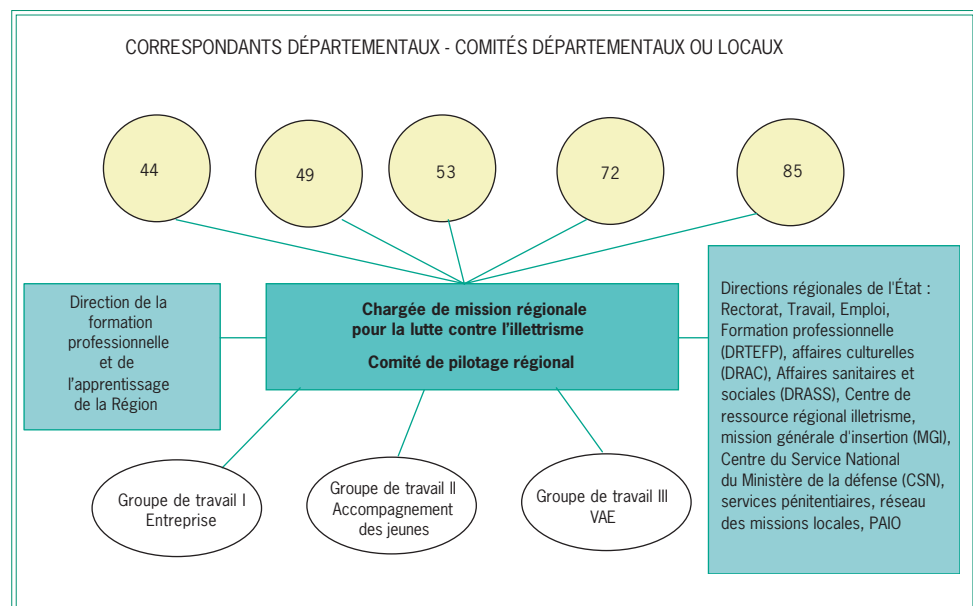 CORRESPONDANTS DÉPARTEMENTAUX - COMITÉS DÉPARTEMENTAUX OU LOCAUX
44
49
53
72
85
Direction de la
formation
professionnelle
et de
l'apprentissage
de la Région
Chargée de mission régionale
pour la lutte contre l'illettrisme
Comité de pilotage régional
Directions régionales de l'État :
Rectorat, Travail, Emploi,
Formation professionnelle
(DRTEFP), affaires culturelles
(DRAC), Affaires sanitaires et
sociales (DRASS), Centre de
ressource régional illetrisme,
mission générale d'insertion (MGI),
Centre du Service National
du Ministère de la défense (CSN),
services pénitentiaires, réseau
des missions locales, PAIO
Groupe de travail I
Entreprise
Groupe de travail II
Accompagnement
des jeunes
Groupe de travail III
VAE